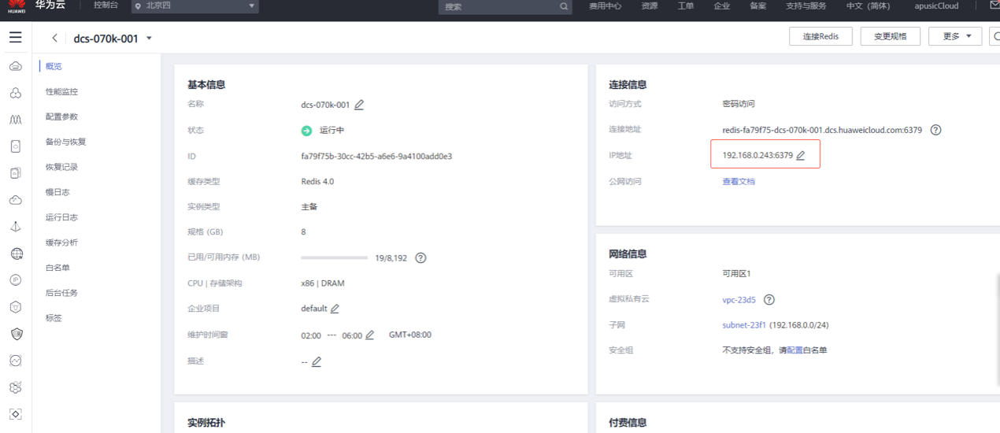 HUAWEI 华为云 控制台 北京四 搜索 费用中心 资源 工单 企业 备案 支持与服务 中文（简体） apusicCloud
dcs-070k-001 连接Redis 变更规格 更多
概览
性能监控
配置参数
备份与恢复
恢复记录
慢日志
运行日志
缓存分析
白名单
后台任务
标签
基本信息
名称 dcs-070k-001
状态 运行中
ID fa79f75b-30cc-42b5-a6e6-9a4100add0e3
缓存类型 Redis 4.0
实例类型 主备
规格 (GB) 8
已用/可用内存 (MB) 19/8,192
CPU | 存储架构 x86 | DRAM
企业项目 default
维护时间窗 02:00 --- 06:00 GMT+08:00
描述 --
连接信息
访问方式 密码访问
连接地址 redis-fa79f75-dcs-070k-001.dcs.huaweicloud.com:6379
IP地址 192.168.0.243:6379
公网访问 查看文档
网络信息
可用区 可用区1
虚拟私有云 vpc-23d5
子网 subnet-23f1 (192.168.0.0/24)
安全组 不支持安全组，请配置白名单
实例拓扑
付费信息